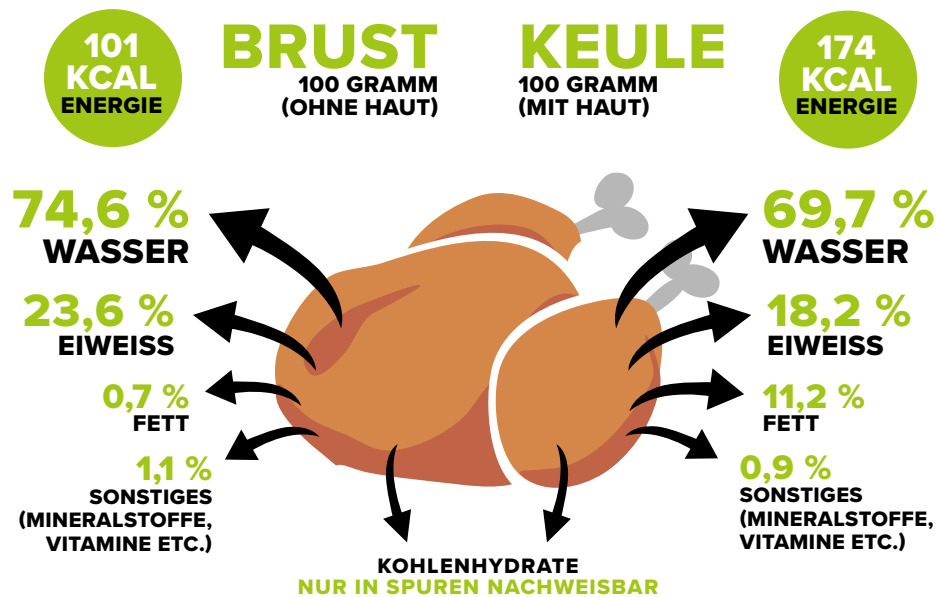 101
KCAL
ENERGIE
BRUST
100 GRAMM
(OHNE HAUT)
KEULE
100 GRAMM
(MIT HAUT)
174
KCAL
ENERGIE
74,6 %
WASSER
23,6 %
EIWEISS
0,7 %
FETT
1,1 %
SONSTIGES
(MINERALSTOFFE,
VITAMINE ETC.)
69,7 %
WASSER
18,2 %
EIWEISS
11,2 %
FETT
0,9 %
SONSTIGES
(MINERALSTOFFE,
VITAMINE ETC.)
KOHLENHYDRATE
NUR IN SPUREN NACHWEISBAR